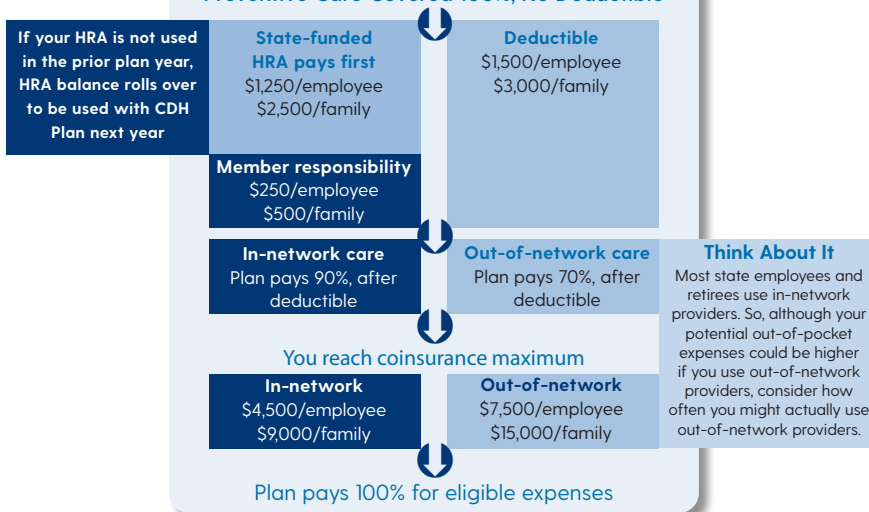 Preventive Care Covered 100%, No Deductible
If your HRA is not used
in the prior plan year,
HRA balance rolls over
to be used with CDH
Plan next year
State-funded
HRA pays first
$1,250/employee
$2,500/family
Deductible
$1,500/employee
$3,000/family
Member responsibility
$250/employee
$500/family
In-network care
Plan pays 90%, after
deductible
Out-of-network care
Plan pays 70%, after
deductible
Think About It
Most state employees and
retirees use in-network
providers. So, although your
potential out-of-pocket
expenses could be higher
if you use out-of-network
providers, consider how
often you might actually use
out-of-network providers.
You reach coinsurance maximum
In-network
$4,500/employee
$9,000/family
Out-of-network
$7,500/employee
$15,000/family
Plan pays 100% for eligible expenses